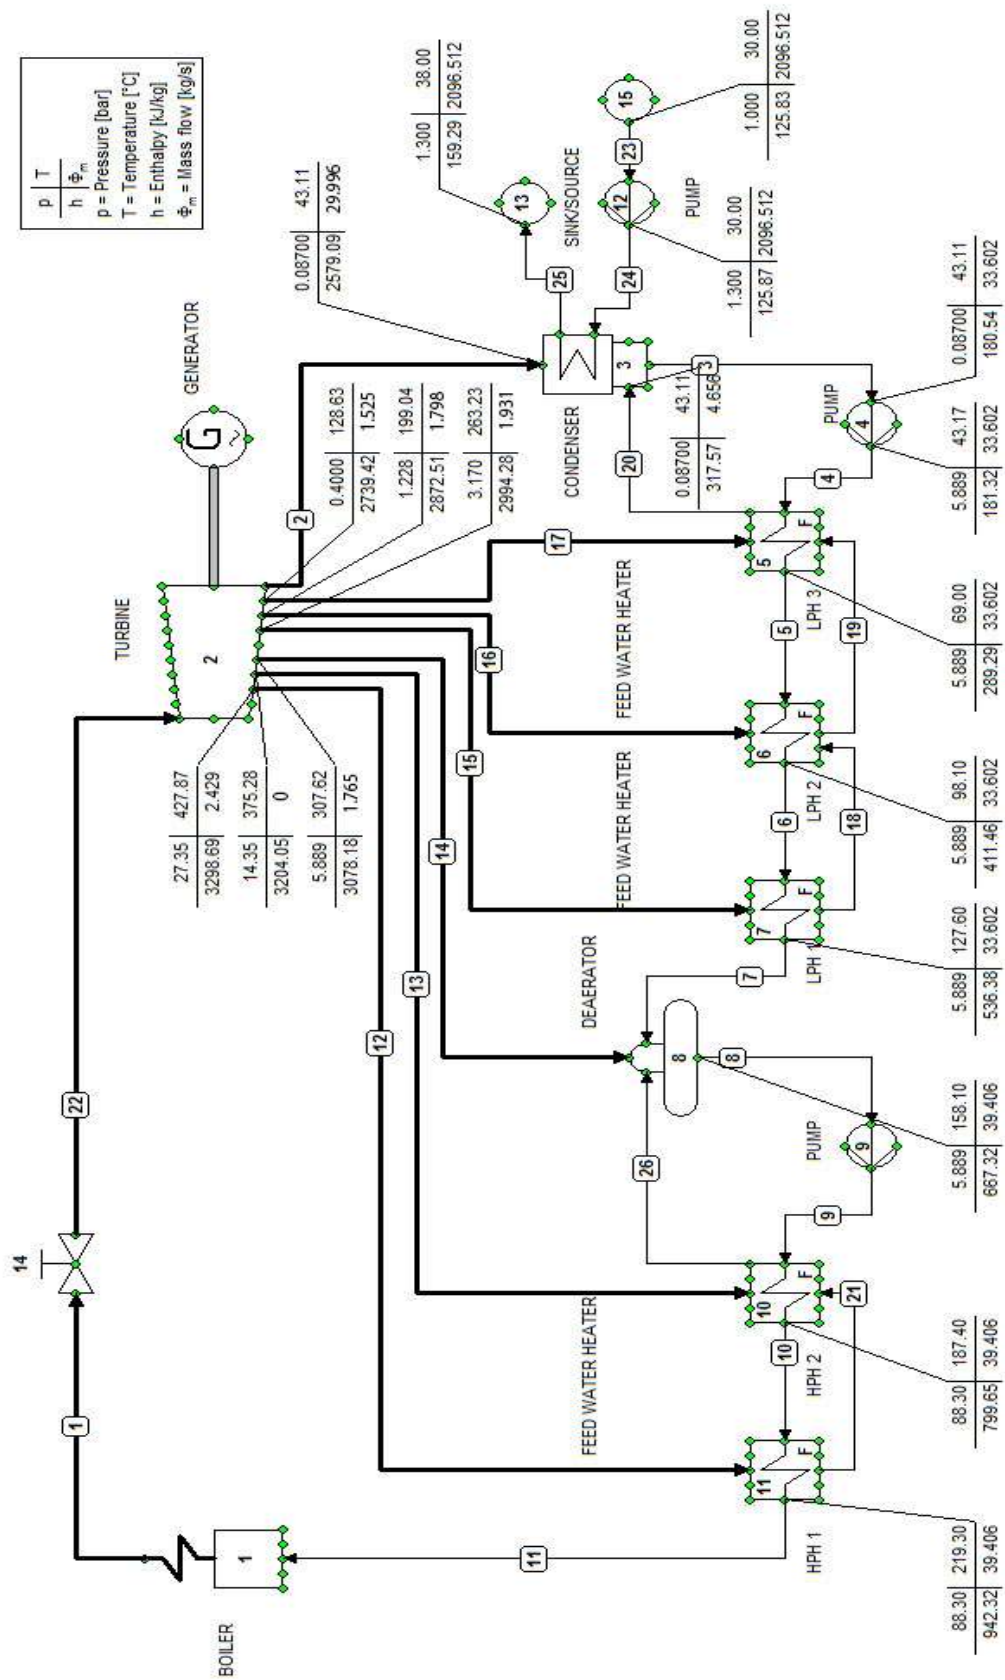 p T
h Φm
p = Pressure [bar]
T = Temperature [°C]
h = Enthalpy [kJ/kg]
Φm = Mass flow [kg/s]
BOILER
1
1
14
22
TURBINE
2
GENERATOR
G
~
27.35 427.87
3298.69 2.429
14.35 375.28
3204.05 0
5.889 307.62
3078.18 1.765
0.4000 128.63
2739.42 1.525
1.228 199.04
2872.51 1.798
3.170 263.23
2994.28 1.931
2
0.08700 43.11
2579.09 29.996
1.300 38.00
159.29 2096.512
13
SINK/SOURCE
25
24
12
PUMP
23
15
1.000 30.00
125.83 2096.512
1.300 30.00
125.87 2096.512
3
CONDENSER
3
20
0.08700 43.11
317.57 4.656
12
13
14
15
16
17
FEED WATER HEATER
FEED WATER HEATER
FEED WATER HEATER
DEAERATOR
8
8
26
7
PUMP
9
9
11
HPH 1
11 F
10
HPH 2
10 F
21
LPH 1
7 F
6
18
LPH 2
6 F
5
19
LPH 3
5 F
4
PUMP
4
88.30 219.30
942.32 39.406
88.30 187.40
799.65 39.406
5.889 158.10
667.32 39.406
5.889 127.60
536.38 33.602
5.889 98.10
411.46 33.602
5.889 69.00
289.29 33.602
5.889 43.17
181.32 33.602
0.08700 43.11
180.54 33.602